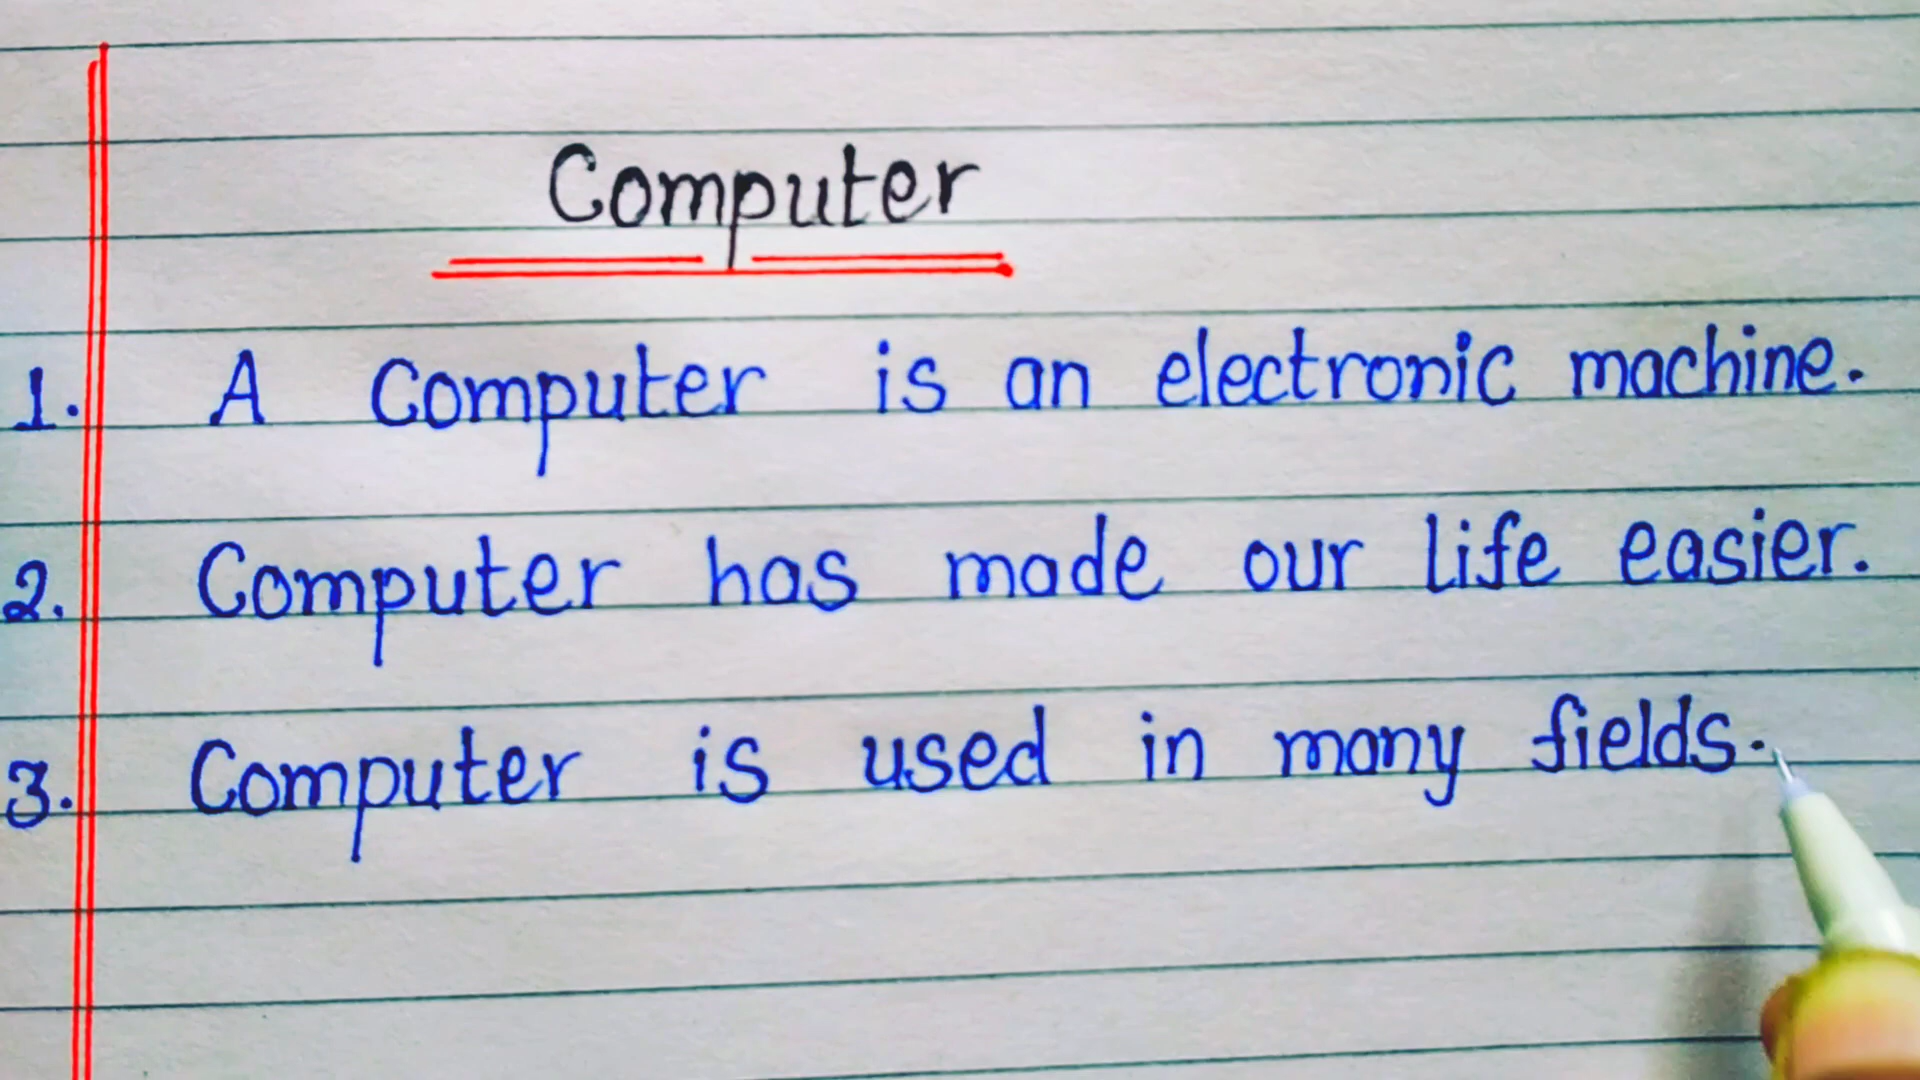 Computer
1. A Computer is an electronic machine.
2. Computer has made our life easier.
3. Computer is used in many fields.